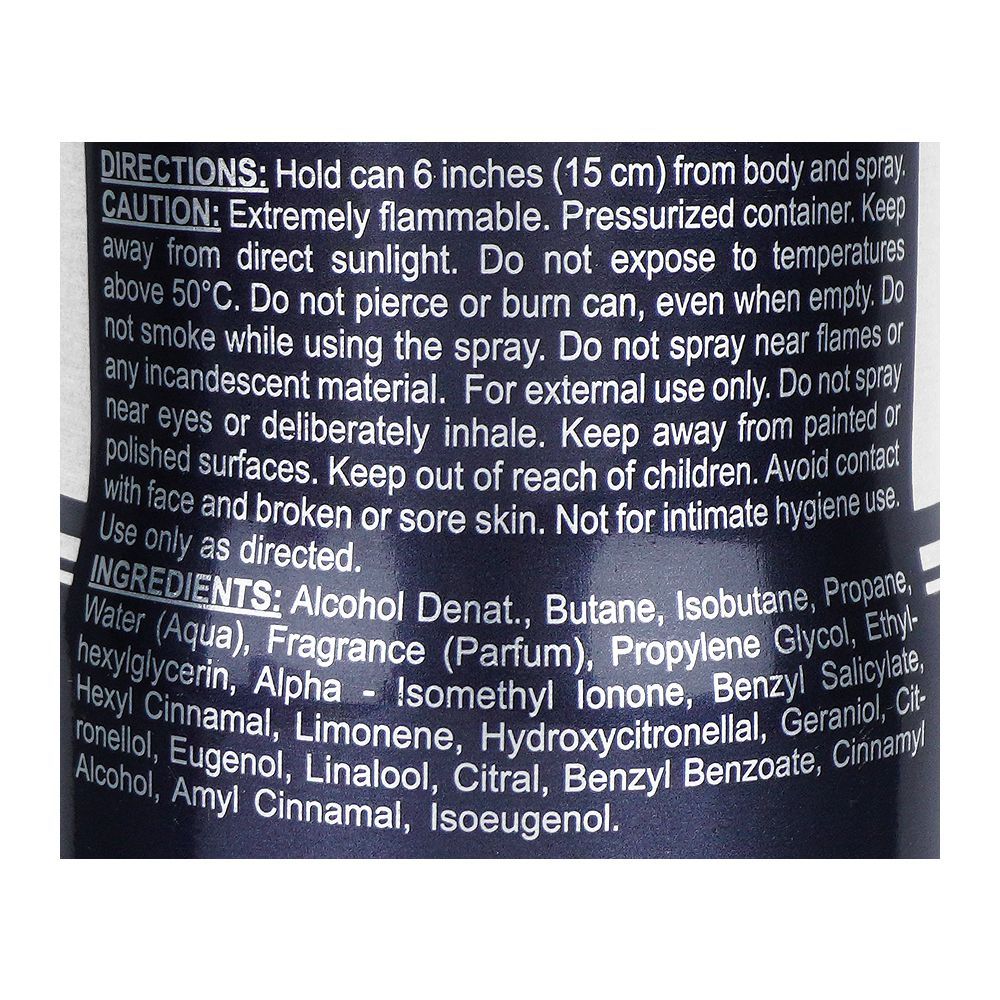 DIRECTIONS: Hold can 6 inches (15 cm) from body and spray.
CAUTION: Extremely flammable. Pressurized container. Keep
away from direct sunlight. Do not expose to temperatures
above 50°C. Do not pierce or burn can, even when empty. Do
not smoke while using the spray. Do not spray near flames or
any incandescent material. For external use only. Do not spray
near eyes or deliberately inhale. Keep away from painted or
polished surfaces. Keep out of reach of children. Avoid contact
with face and broken or sore skin. Not for intimate hygiene use.
Use only as directed.
INGREDIENTS: Alcohol Denat., Butane, Isobutane, Propane,
Water (Aqua), Fragrance (Parfum), Propylene Glycol, Ethyl-
hexylglycerin, Alpha - Isomethyl Ionone, Benzyl Salicylate,
Hexyl Cinnamal, Limonene, Hydroxycitronellal, Geraniol, Cit-
ronellol, Eugenol, Linalool, Citral, Benzyl Benzoate, Cinnamyl
Alcohol, Amyl Cinnamal, Isoeugenol.